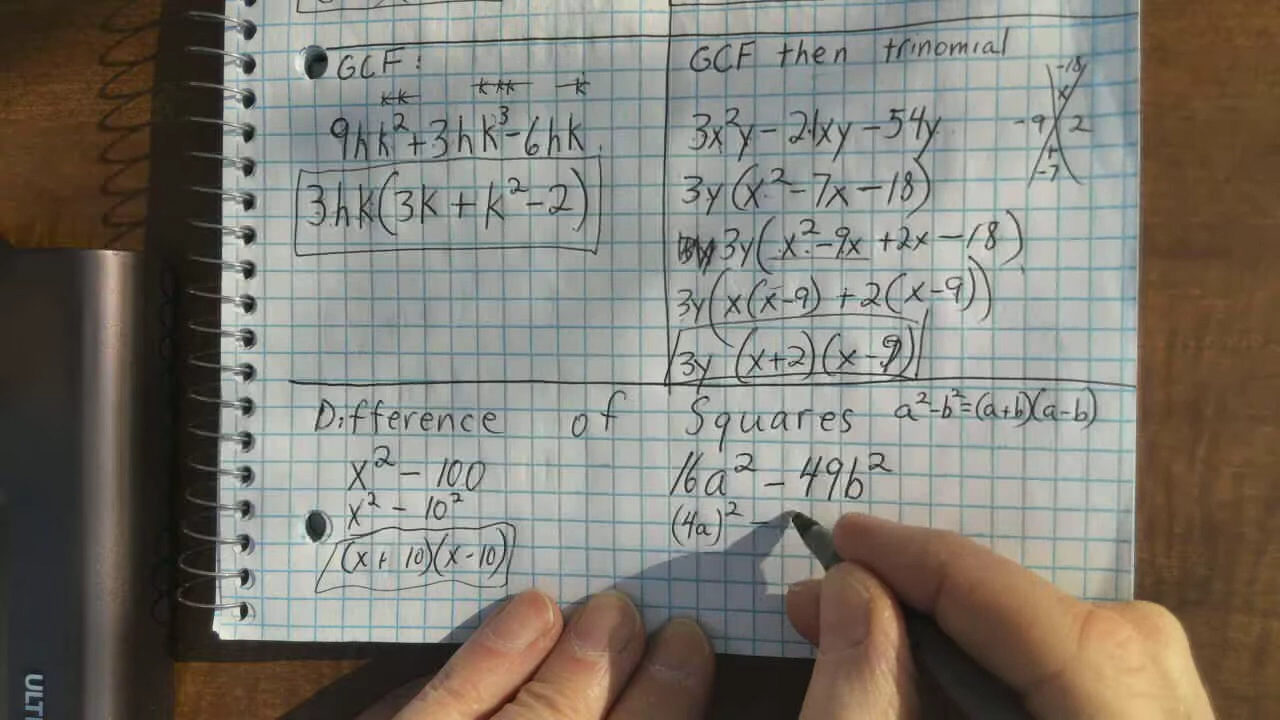 GCF:
9hk²+3hk³-6hk
3hk(3k+k²-2)
GCF then trinomial
3x²y-21xy-54y
3y(x²-7x-18)
3y(x²-9x+2x-18)
3y(x(x-9)+2(x-9))
3y(x+2)(x-9)
-18
x
-9 2
+
-7
Difference of Squares a²-b²=(a+b)(a-b)
x²-100
x²-10²
(x+10)(x-10)
16a²-49b²
(4a)²-
ULT